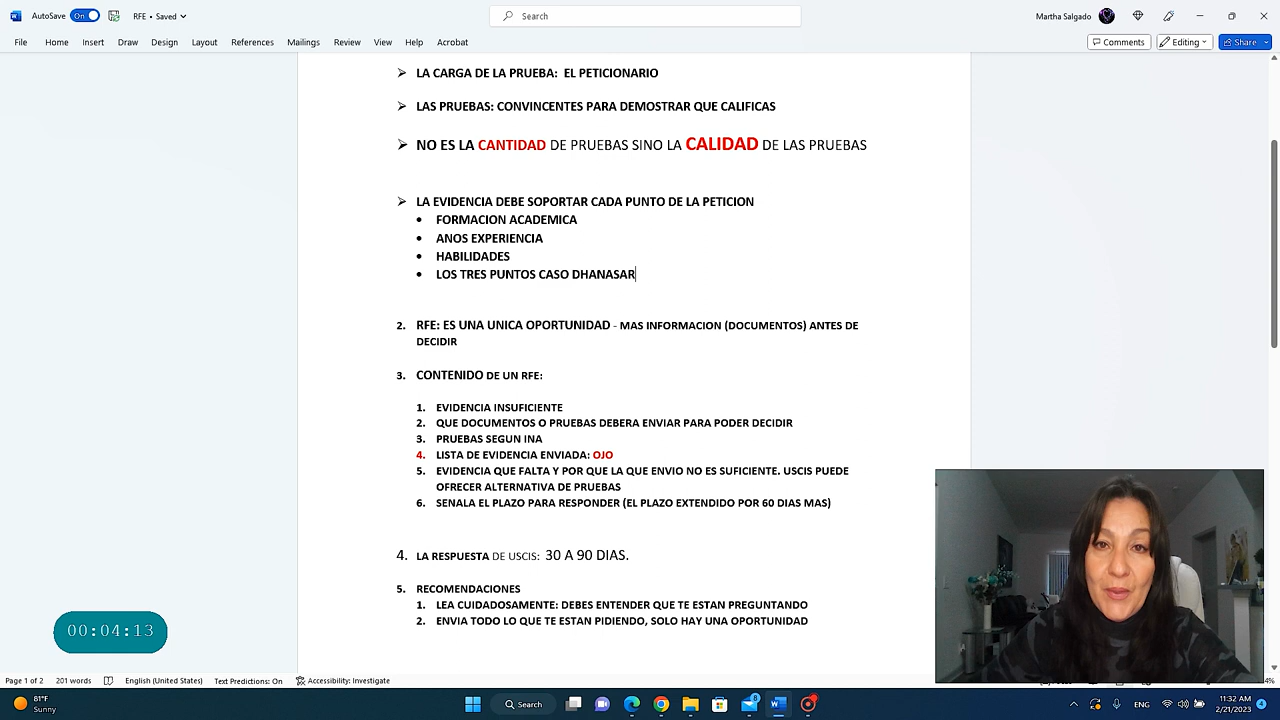 AutoSave On RFE • Saved Search Martha Salgado
File Home Insert Draw Design Layout References Mailings Review View Help Acrobat Comments Editing Share
LA CARGA DE LA PRUEBA: EL PETICIONARIO
LAS PRUEBAS: CONVINCENTES PARA DEMOSTRAR QUE CALIFICAS
NO ES LA CANTIDAD DE PRUEBAS SINO LA CALIDAD DE LAS PRUEBAS
LA EVIDENCIA DEBE SOPORTAR CADA PUNTO DE LA PETICION
• FORMACION ACADEMICA
• ANOS EXPERIENCIA
• HABILIDADES
• LOS TRES PUNTOS CASO DHANASAR
2. RFE: ES UNA UNICA OPORTUNIDAD - MAS INFORMACION (DOCUMENTOS) ANTES DE
DECIDIR
3. CONTENIDO DE UN RFE:
1. EVIDENCIA INSUFICIENTE
2. QUE DOCUMENTOS O PRUEBAS DEBERA ENVIAR PARA PODER DECIDIR
3. PRUEBAS SEGUN INA
4. LISTA DE EVIDENCIA ENVIADA: OJO
5. EVIDENCIA QUE FALTA Y POR QUE LA QUE ENVIO NO ES SUFICIENTE. USCIS PUEDE
OFRECER ALTERNATIVA DE PRUEBAS
6. SENALA EL PLAZO PARA RESPONDER (EL PLAZO EXTENDIDO POR 60 DIAS MAS)
4. LA RESPUESTA DE USCIS: 30 A 90 DIAS.
5. RECOMENDACIONES
1. LEA CUIDADOSAMENTE: DEBES ENTENDER QUE TE ESTAN PREGUNTANDO
2. ENVIA TODO LO QUE TE ESTAN PIDIENDO, SOLO HAY UNA OPORTUNIDAD
00:04:13
Page 1 of 2 201 words English (United States) Text Predictions: On Accessibility: Investigate
81°F
Sunny
Search
11:32 AM
2/21/2023